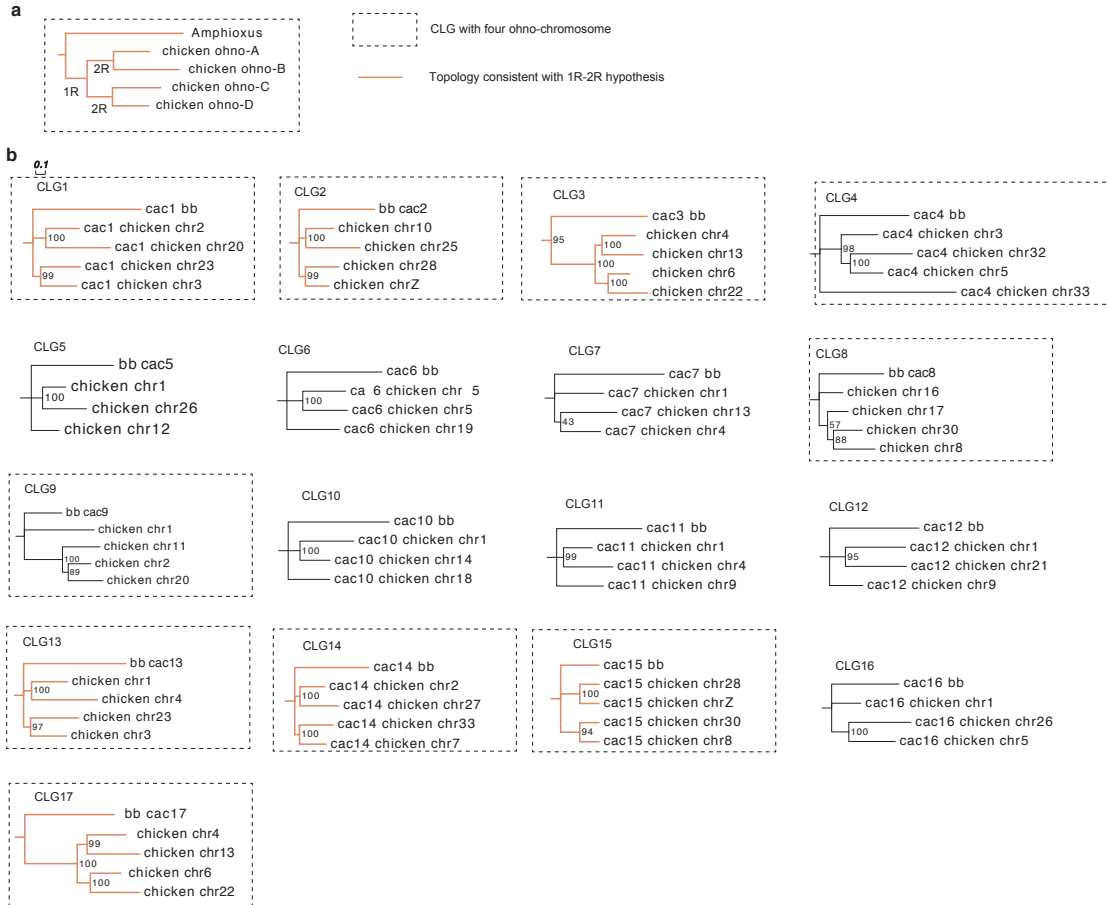 a
Amphioxus
chicken ohno-A
2R
chicken ohno-B
chicken ohno-C
1R
2R
chicken ohno-D
CLG with four ohno-chromosome
Topology consistent with 1R-2R hypothesis
b
0.1
CLG1
cac1 bb
cac1 chicken chr2
100
cac1 chicken chr20
cac1 chicken chr23
99
cac1 chicken chr3
CLG2
bb cac2
chicken chr10
100
chicken chr25
chicken chr28
99
chicken chrZ
CLG3
cac3 bb
95
chicken chr4
100
chicken chr13
100
chicken chr6
100
chicken chr22
CLG4
cac4 bb
cac4 chicken chr3
98
cac4 chicken chr32
100
cac4 chicken chr5
cac4 chicken chr33
CLG5
bb cac5
chicken chr1
100
chicken chr26
chicken chr12
CLG6
cac6 bb
ca 6 chicken chr 5
100
cac6 chicken chr5
cac6 chicken chr19
CLG7
cac7 bb
cac7 chicken chr1
cac7 chicken chr13
43
cac7 chicken chr4
CLG8
bb cac8
chicken chr16
chicken chr17
57
chicken chr30
88
chicken chr8
CLG9
bb cac9
chicken chr1
chicken chr11
100
chicken chr2
89
chicken chr20
CLG10
cac10 bb
cac10 chicken chr1
100
cac10 chicken chr14
cac10 chicken chr18
CLG11
cac11 bb
cac11 chicken chr1
99
cac11 chicken chr4
cac11 chicken chr9
CLG12
cac12 bb
cac12 chicken chr1
95
cac12 chicken chr21
cac12 chicken chr9
CLG13
bb cac13
chicken chr1
100
chicken chr4
chicken chr23
97
chicken chr3
CLG14
cac14 bb
cac14 chicken chr2
100
cac14 chicken chr27
cac14 chicken chr33
100
cac14 chicken chr7
CLG15
cac15 bb
cac15 chicken chr28
100
cac15 chicken chrZ
cac15 chicken chr30
94
cac15 chicken chr8
CLG16
cac16 bb
cac16 chicken chr1
cac16 chicken chr26
100
cac16 chicken chr5
CLG17
bb cac17
chicken chr4
99
chicken chr13
100
chicken chr6
100
chicken chr22